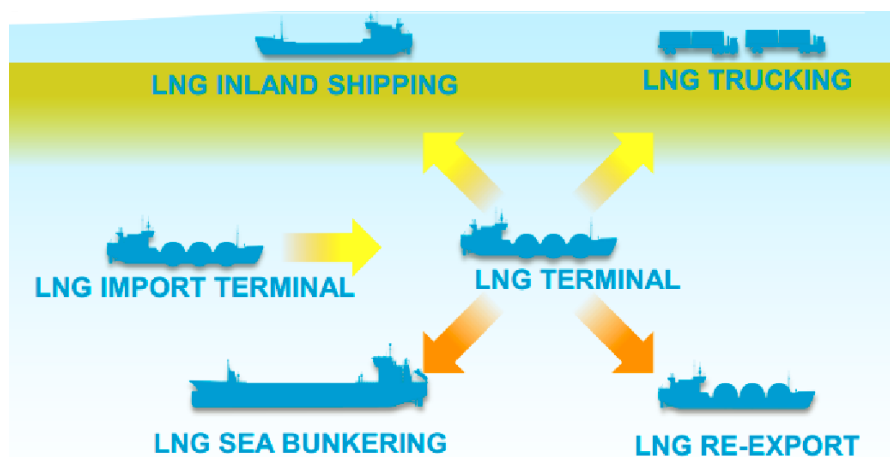 LNG INLAND SHIPPING
LNG TRUCKING
LNG IMPORT TERMINAL
LNG TERMINAL
LNG SEA BUNKERING
LNG RE-EXPORT